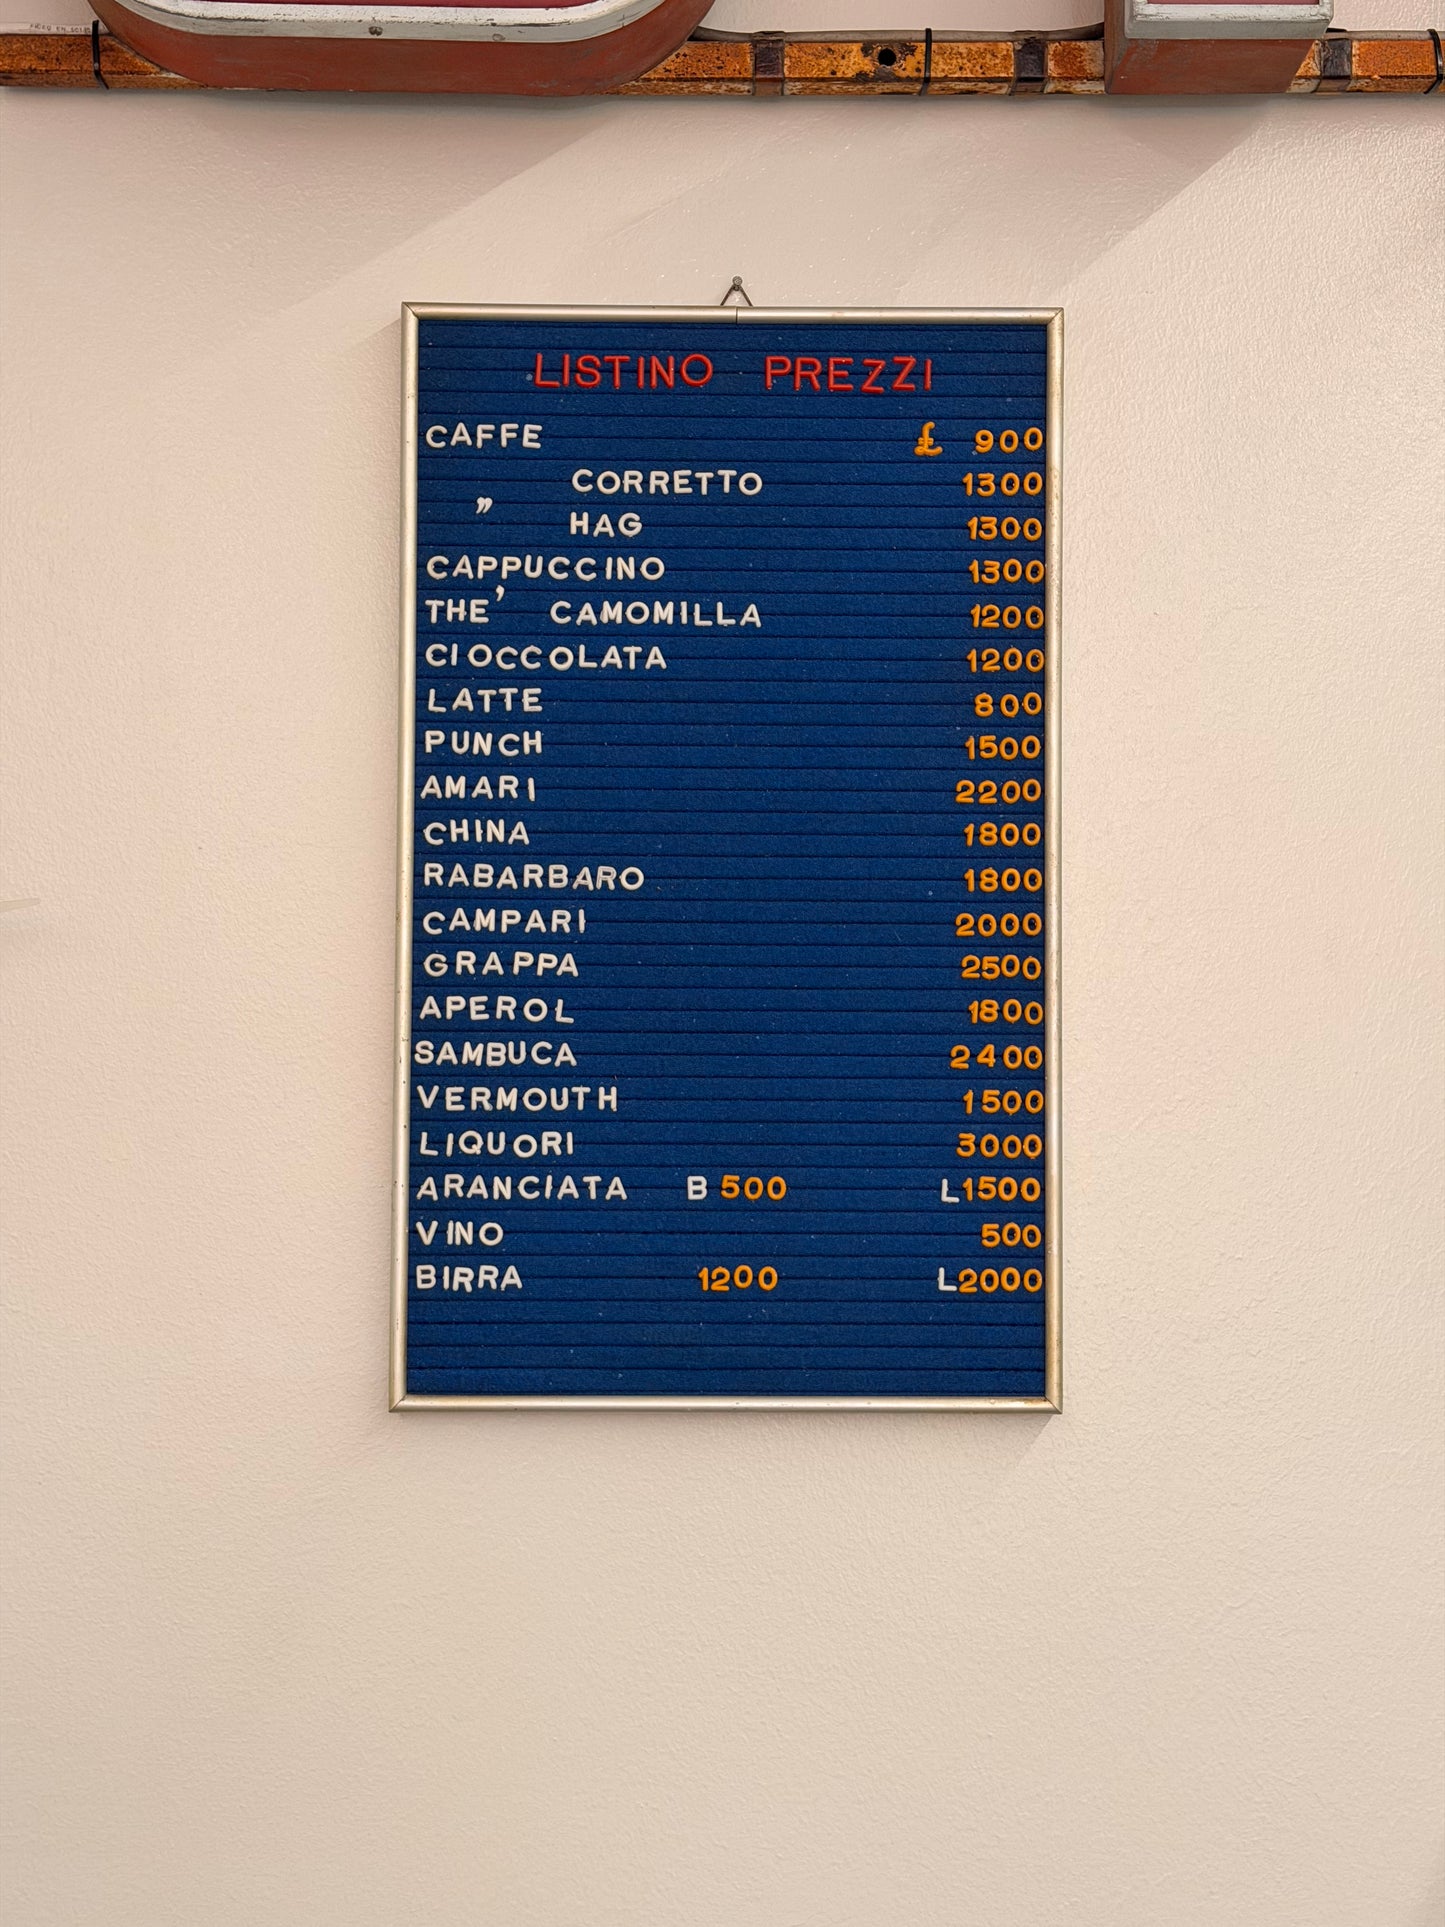 LISTINO PREZZI
CAFFE £ 900
CORRETTO 1300
” HAG 1300
CAPPUCCINO 1300
THE' CAMOMILLA 1200
CIOCCOLATA 1200
LATTE 800
PUNCH 1500
AMARI 2200
CHINA 1800
RABARBARO 1800
CAMPARI 2000
GRAPPA 2500
APEROL 1800
SAMBUCA 2400
VERMOUTH 1500
LIQUORI 3000
ARANCIATA B 500 L1500
VINO 500
BIRRA 1200 L2000